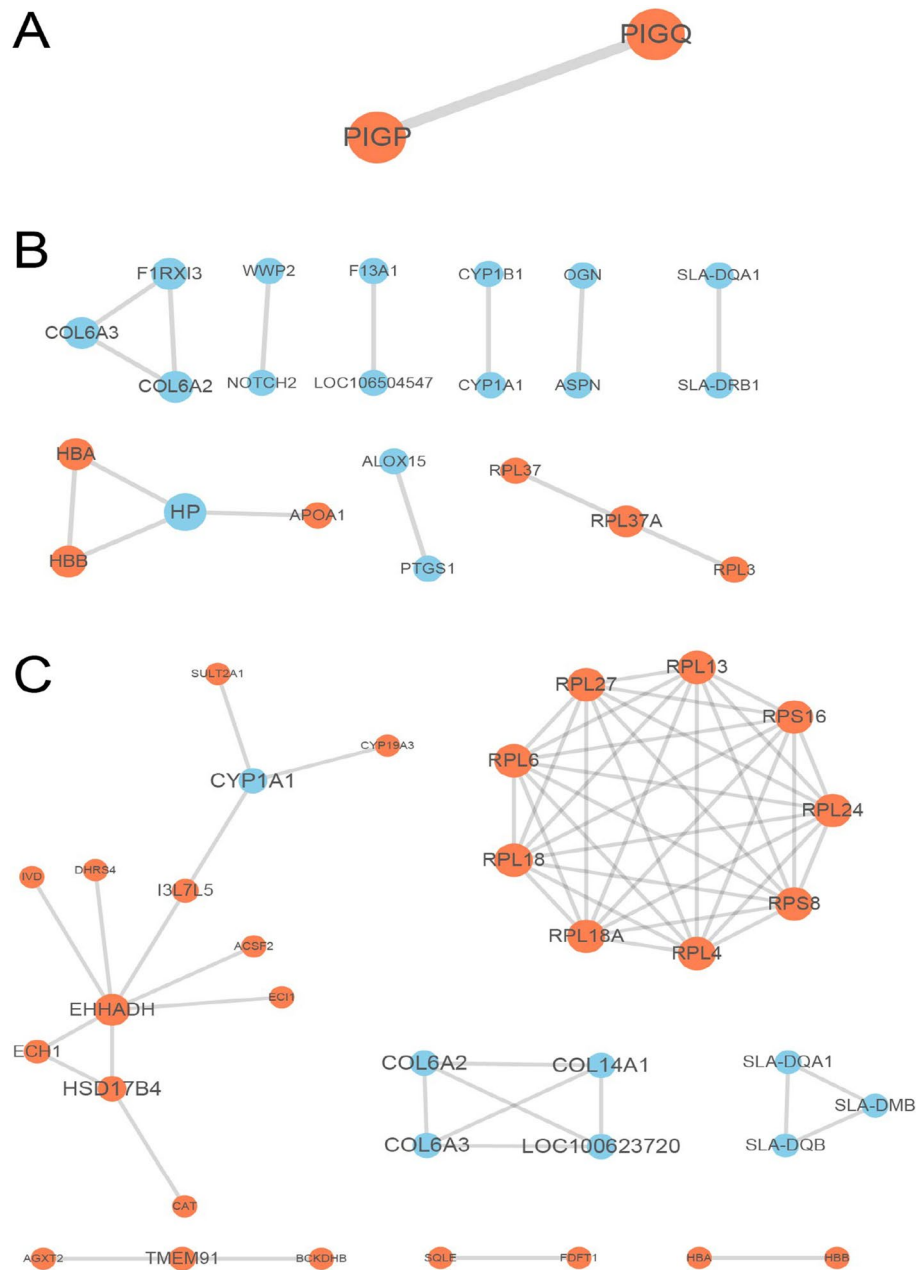 A
PIGQ
PIGP
B
F1RXI3
WWP2
F13A1
CYP1B1
OGN
SLA-DQA1
COL6A3
COL6A2
NOTCH2
LOC106504547
CYP1A1
ASPN
SLA-DRB1
HBA
ALOX15
RPL37
HP
APOA1
RPL37A
HBB
PTGS1
RPL3
C
SULT2A1
CYP19A3
CYP1A1
IVD
DHRS4
I3L7L5
ACSF2
EHHADH
ECI1
ECH1
HSD17B4
CAT
RPL13
RPL27
RPS16
RPL6
RPL24
RPL18
RPS8
RPL18A
RPL4
COL6A2
COL14A1
COL6A3
LOC100623720
SLA-DQA1
SLA-DMB
SLA-DQB
AGXT2
TMEM91
BCKDHB
SQLE
FDFT1
HBA
HBB